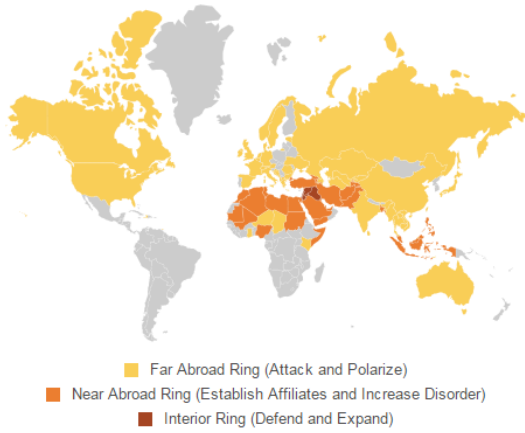 Far Abroad Ring (Attack and Polarize)
Near Abroad Ring (Establish Affiliates and Increase Disorder)
Interior Ring (Defend and Expand)